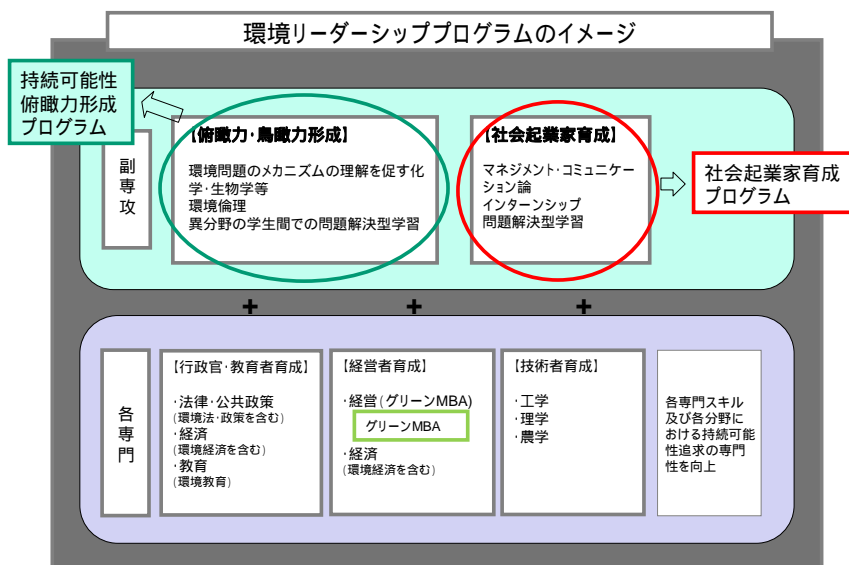 環境リーダーシッププログラムのイメージ
持続可能性
俯瞰力形成
プログラム
副専攻
【俯瞰力・鳥瞰力形成】
環境問題のメカニズムの理解を促す化
学・生物学等
環境倫理
異分野の学生間での問題解決型学習
【社会起業家育成】
マネジメント・コミュニケー
ション論
インターンシップ
問題解決型学習
社会起業家育成
プログラム
+
+
+
各専門
【行政官・教育者育成】
・法律・公共政策
(環境法・政策を含む)
・経済
(環境経済を含む)
・教育
(環境教育)
【経営者育成】
・経営(グリーンMBA)
グリーンMBA
・経済
(環境経済を含む)
【技術者育成】
・工学
・理学
・農学
各専門スキル
及び各分野に
おける持続可能
性追求の専門
性を向上